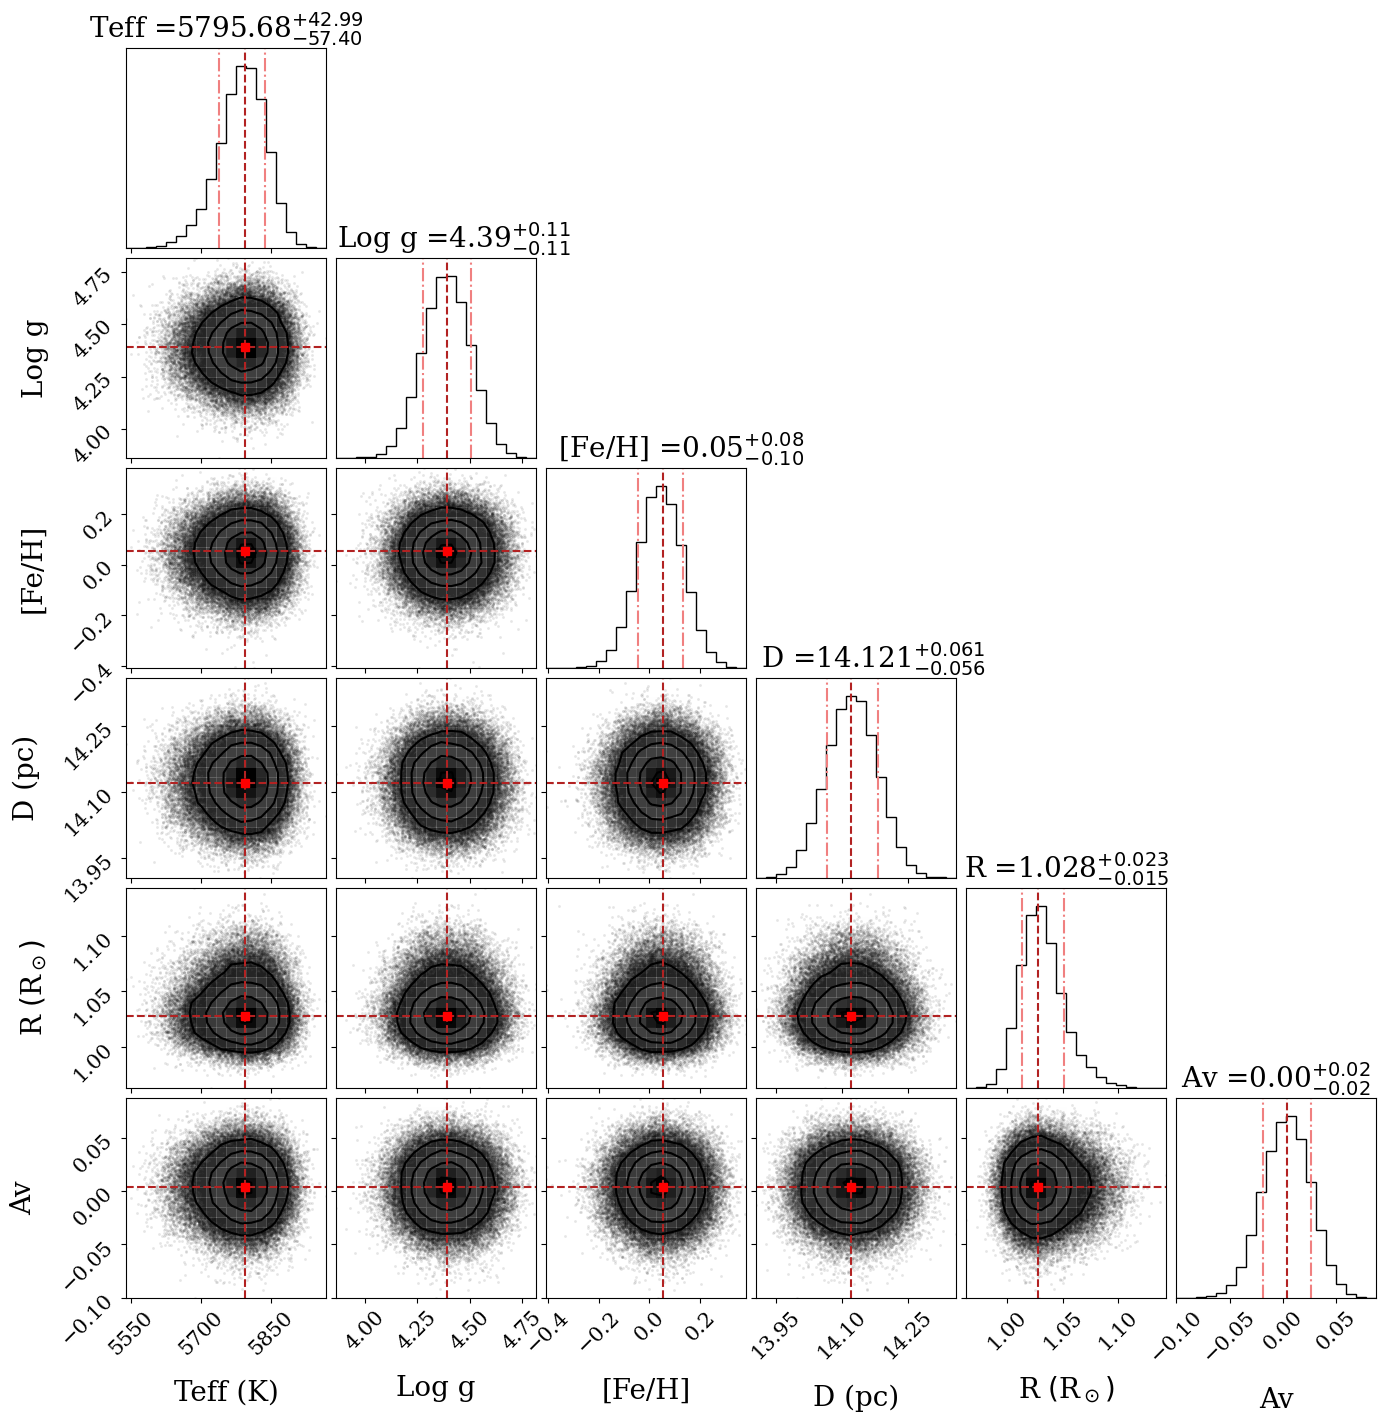 Teff =5795.68+42.99−57.40
Log g =4.39+0.11−0.11
4.75
4.50
4.25
4.00
Log g
[Fe/H] =0.05+0.08−0.10
0.2
0.0
−0.2
−0.4
[Fe/H]
D =14.121+0.061−0.056
14.25
14.10
13.95
D (pc)
R =1.028+0.023−0.015
1.10
1.05
1.00
R (R⊙)
Av =0.00+0.02−0.02
0.05
0.00
−0.05
−0.10
Av
5550 5700 5850
4.00 4.25 4.50 4.75
−0.4 −0.2 0.0 0.2
13.95 14.10 14.25
1.00 1.05 1.10
−0.10 −0.05 0.00 0.05
Teff (K) Log g [Fe/H] D (pc) R (R⊙) Av